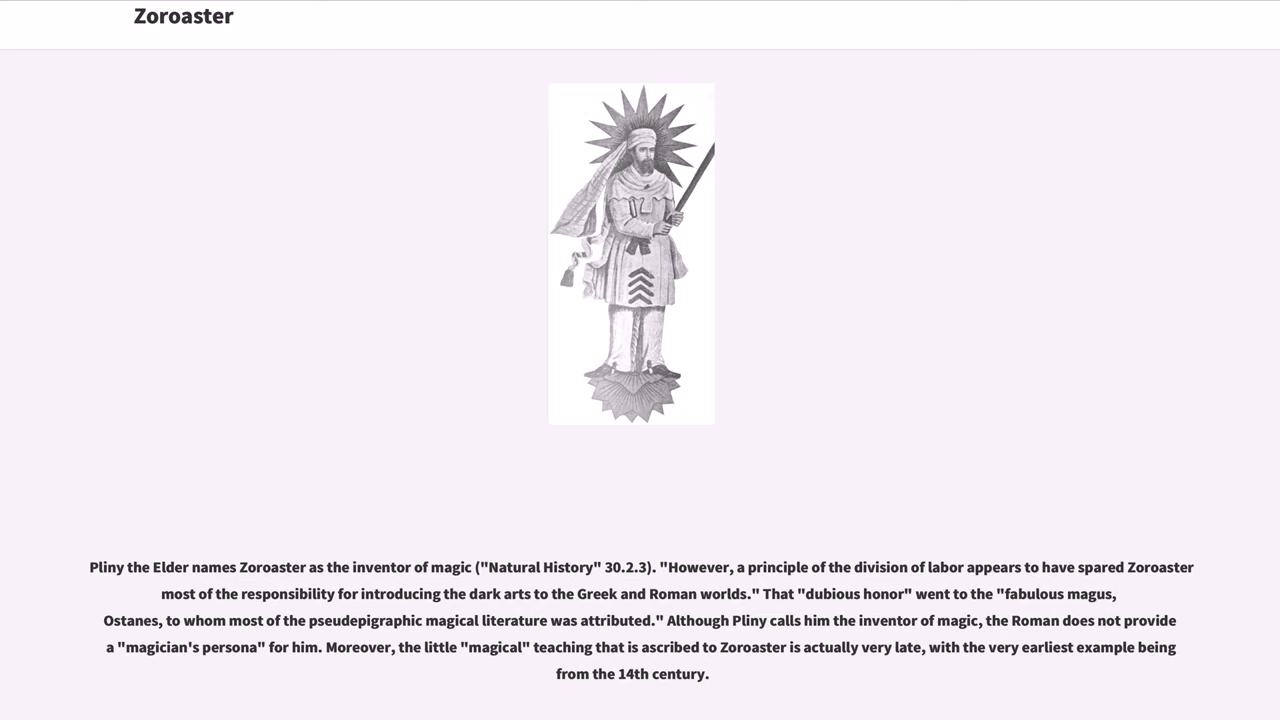 Zoroaster
Pliny the Elder names Zoroaster as the inventor of magic ("Natural History" 30.2.3). "However, a principle of the division of labor appears to have spared Zoroaster
most of the responsibility for introducing the dark arts to the Greek and Roman worlds." That "dubious honor" went to the "fabulous magus,
Ostanes, to whom most of the pseudepigraphic magical literature was attributed." Although Pliny calls him the inventor of magic, the Roman does not provide
a "magician's persona" for him. Moreover, the little "magical" teaching that is ascribed to Zoroaster is actually very late, with the very earliest example being
from the 14th century.